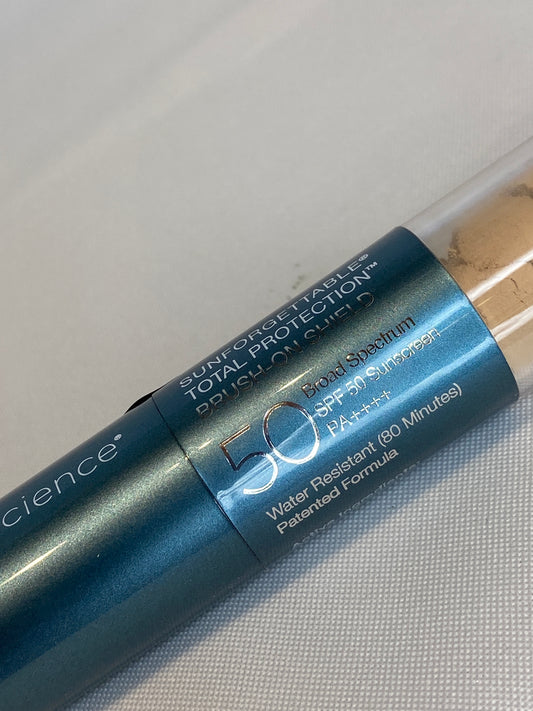 cience®
SUNFORGETTABLE®
TOTAL PROTECTION™
BRUSH-ON SHIELD
50
Broad Spectrum
SPF 50 Sunscreen
PA++++
Water Resistant (80 Minutes)
Patented Formula